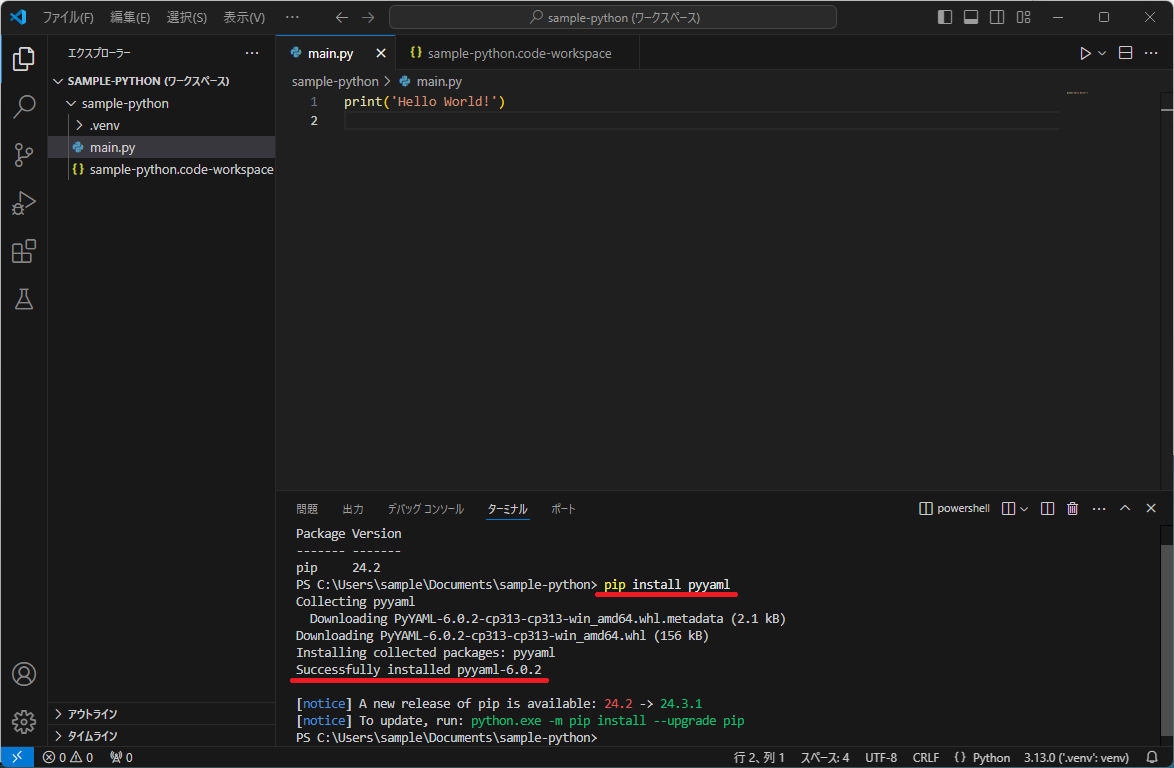 ファイル(F) 編集(E) 選択(S) 表示(V) ··· sample-python (ワークスペース)
エクスプローラー ···
SAMPLE-PYTHON (ワークスペース)
sample-python
.venv
main.py
{} sample-python.code-workspace
アウトライン
タイムライン
main.py {} sample-python.code-workspace
sample-python > main.py
1 print('Hello World!')
2
問題 出力 デバッグ コンソール ターミナル ポート powershell
Package Version
------- -------
pip     24.2
PS C:\Users\sample\Documents\sample-python> pip install pyyaml
Collecting pyyaml
  Downloading PyYAML-6.0.2-cp313-cp313-win_amd64.whl.metadata (2.1 kB)
Downloading PyYAML-6.0.2-cp313-cp313-win_amd64.whl (156 kB)
Installing collected packages: pyyaml
Successfully installed pyyaml-6.0.2
[notice] A new release of pip is available: 24.2 -> 24.3.1
[notice] To update, run: python.exe -m pip install --upgrade pip
PS C:\Users\sample\Documents\sample-python>
0 0 0 行 2、列 1 スペース: 4 UTF-8 CRLF {} Python 3.13.0 ('.venv': venv)